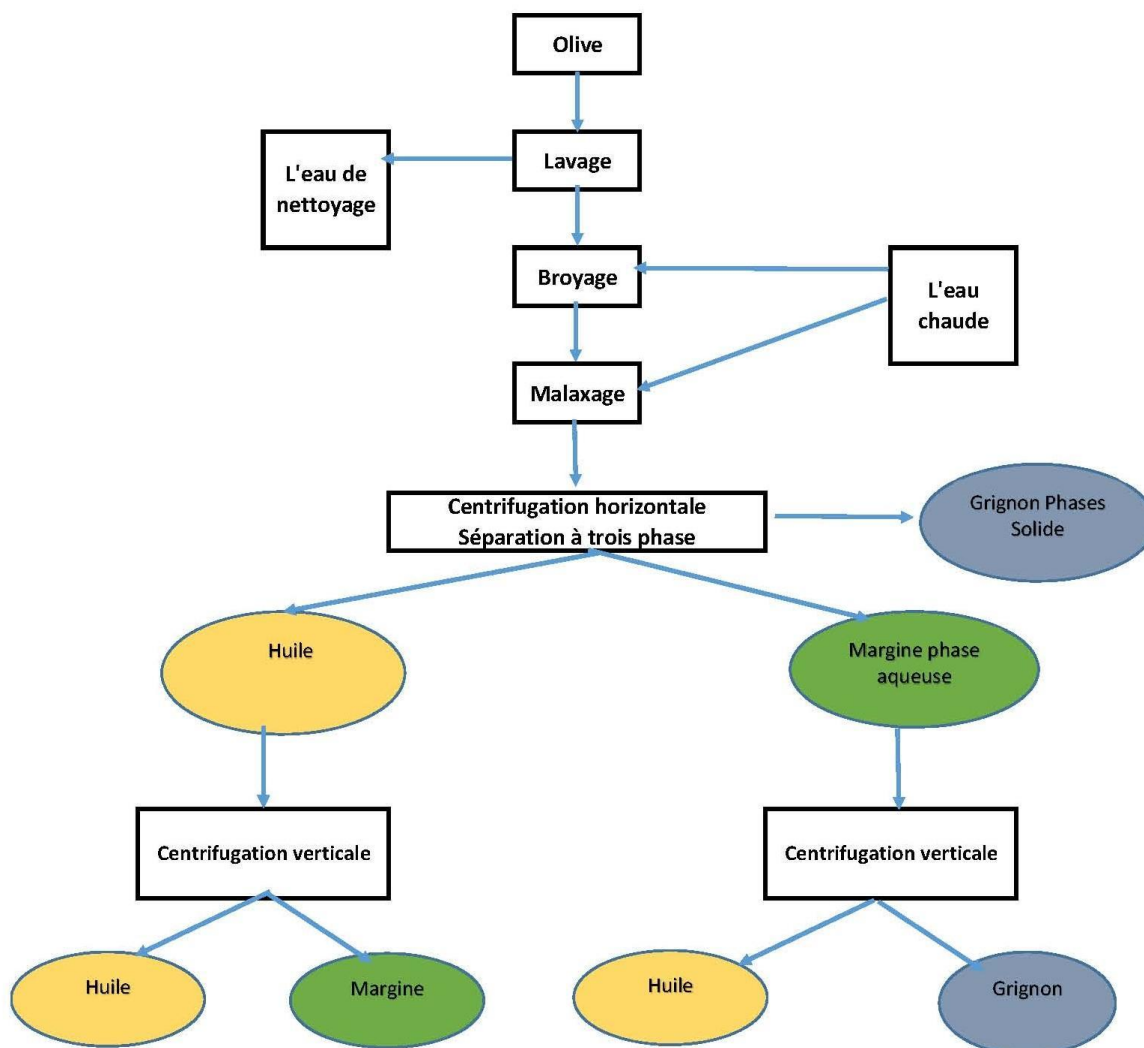 Olive
Lavage
L'eau de
nettoyage
Broyage
L'eau
chaude
Malaxage
Centrifugation horizontale
Séparation à trois phase
Grignon Phases
Solide
Huile
Margine phase
aqueuse
Centrifugation verticale
Centrifugation verticale
Huile
Margine
Huile
Grignon